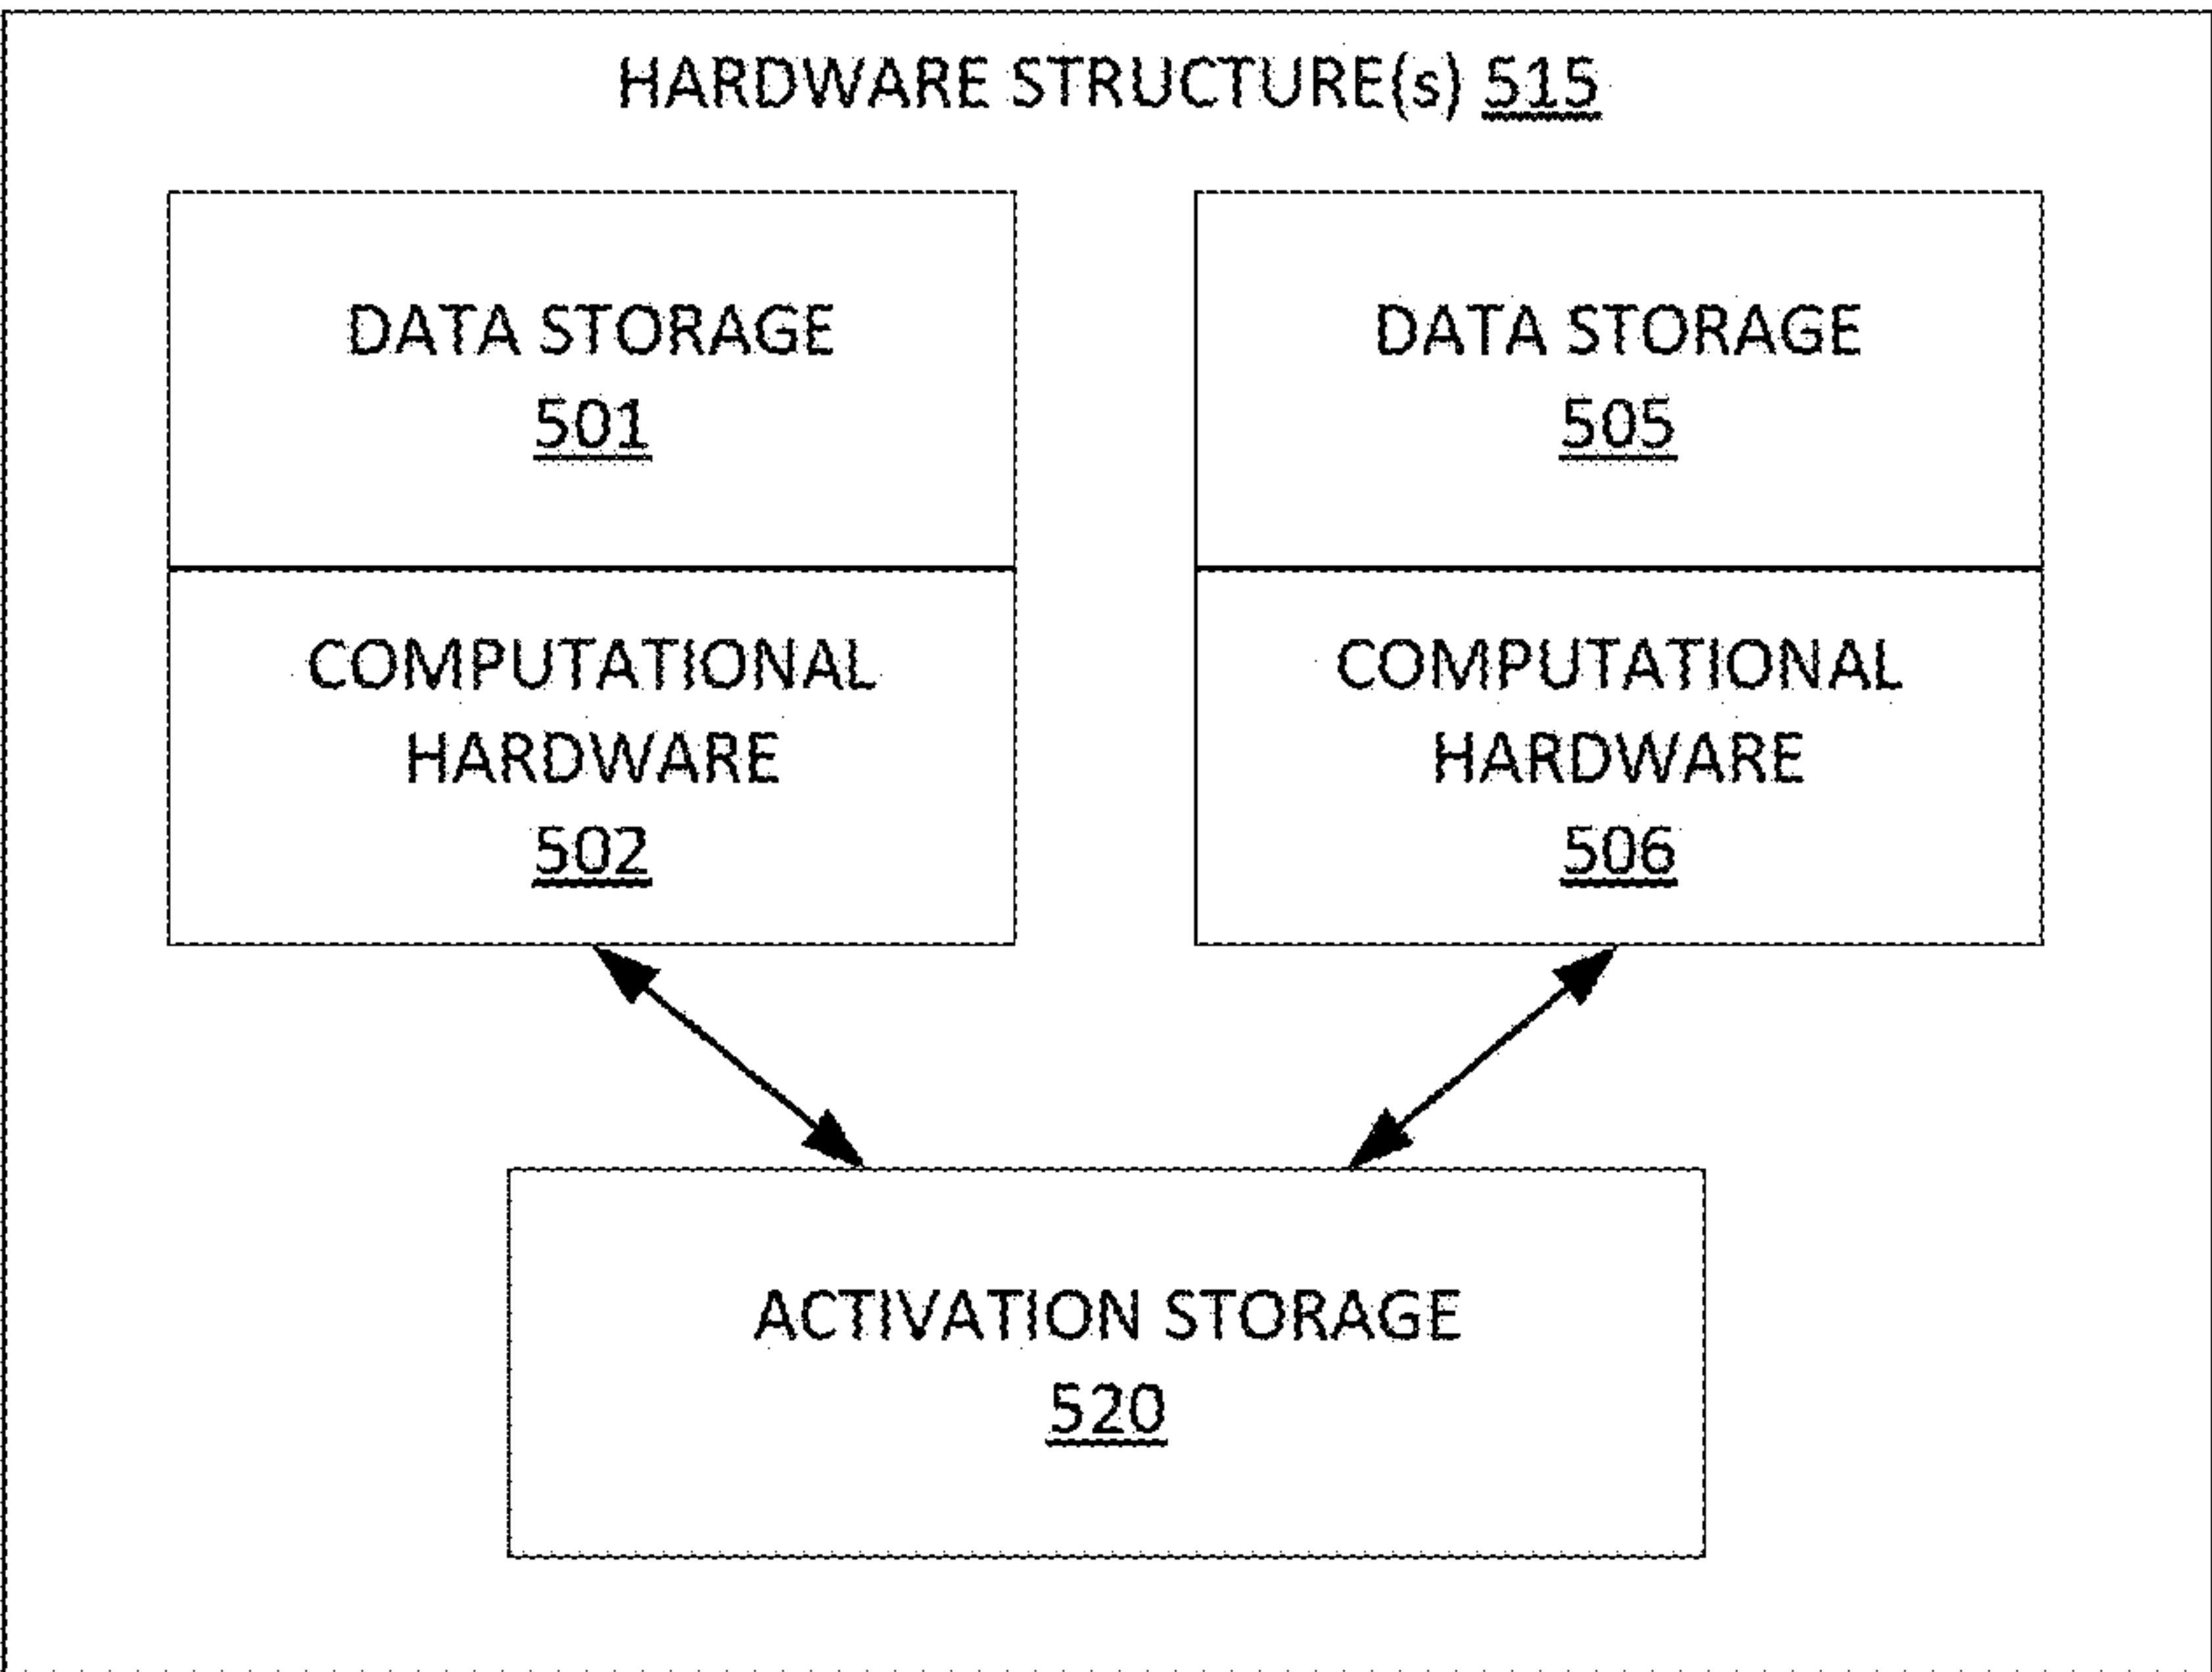 HARDWARE STRUCTURE(s) 515
DATA STORAGE
501
COMPUTATIONAL
HARDWARE
502
DATA STORAGE
505
COMPUTATIONAL
HARDWARE
506
ACTIVATION STORAGE
520